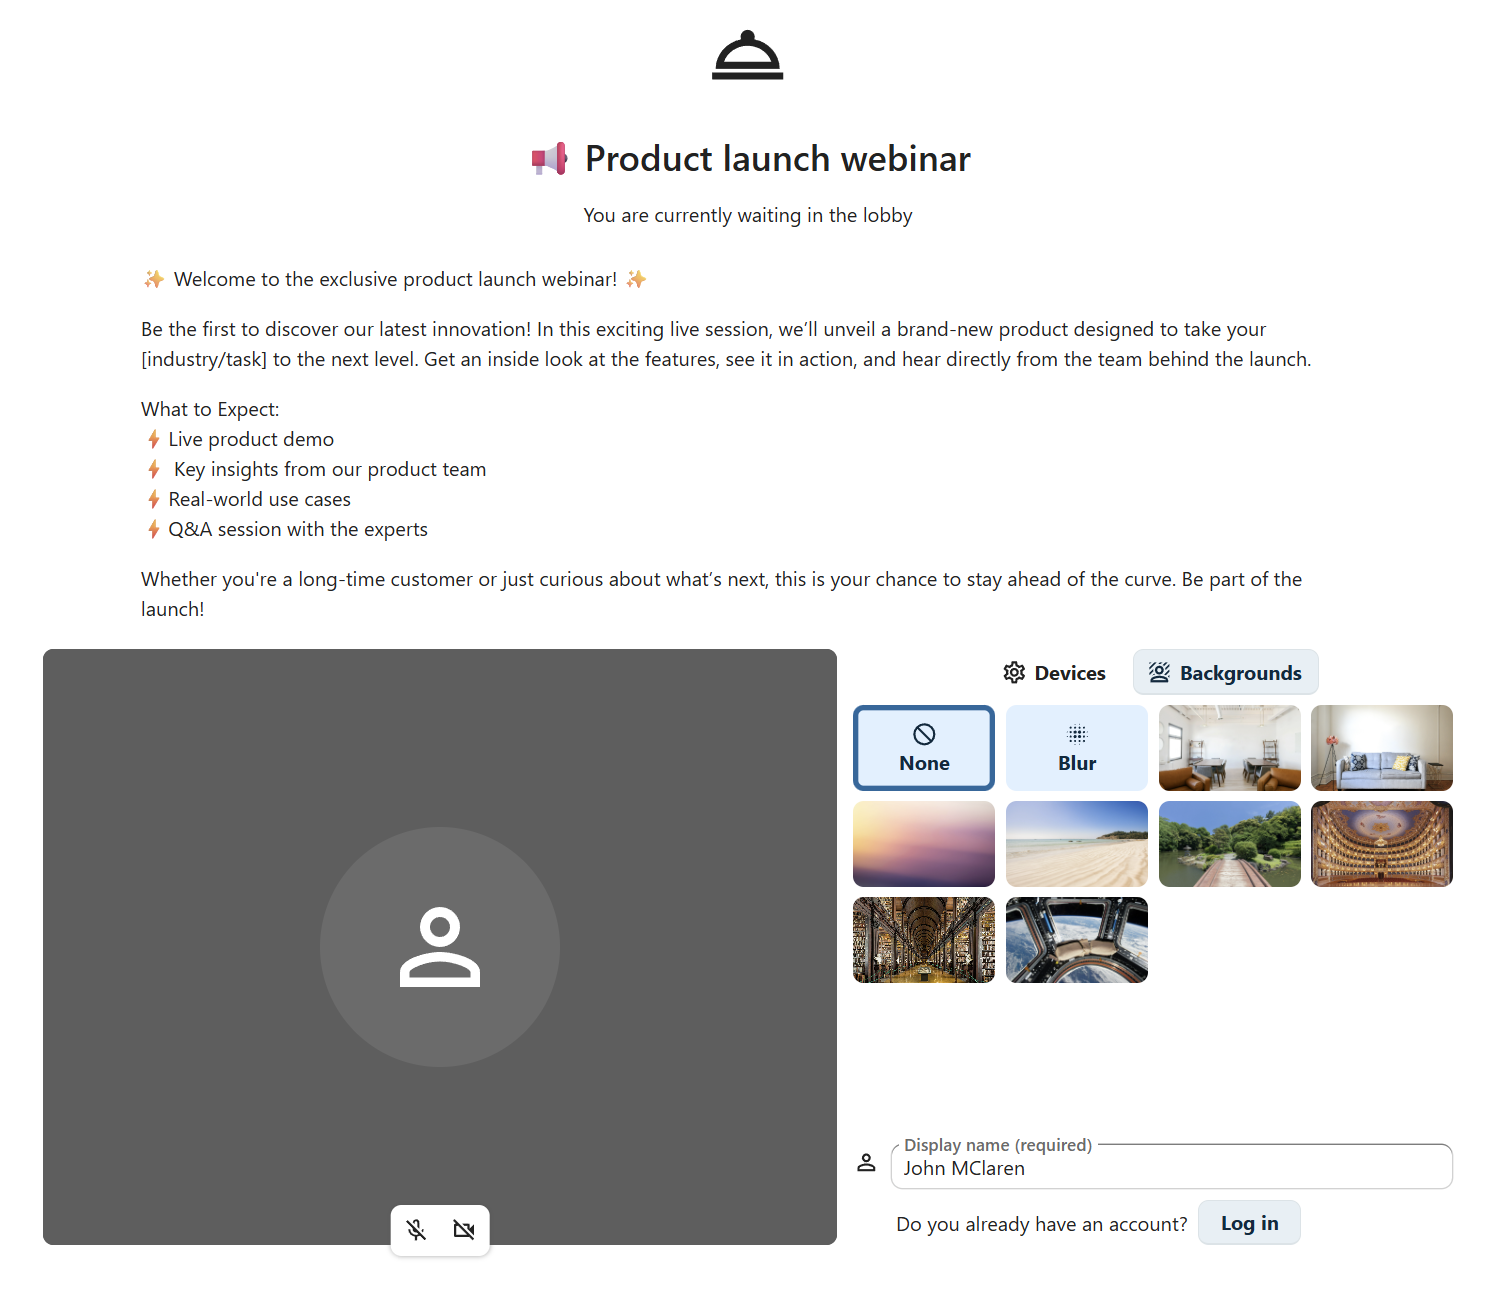 📢 Product launch webinar
You are currently waiting in the lobby
✨ Welcome to the exclusive product launch webinar! ✨
Be the first to discover our latest innovation! In this exciting live session, we’ll unveil a brand-new product designed to take your
[industry/task] to the next level. Get an inside look at the features, see it in action, and hear directly from the team behind the launch.
What to Expect:
⚡ Live product demo
⚡ Key insights from our product team
⚡ Real-world use cases
⚡ Q&A session with the experts
Whether you're a long-time customer or just curious about what’s next, this is your chance to stay ahead of the curve. Be part of the
launch!
Devices
Backgrounds
None
Blur
Display name (required)
John MClaren
Do you already have an account?
Log in